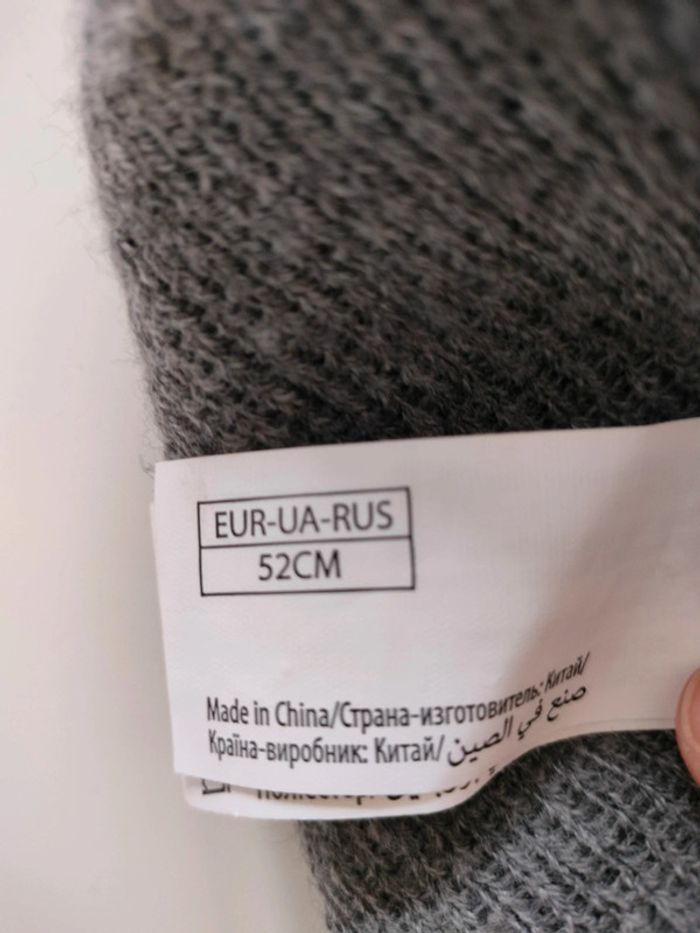 EUR-UA-RUS
52CM
Made in China/Страна-изготовитель: Китай/
Країна-виробник: Китай/صنع في الصين